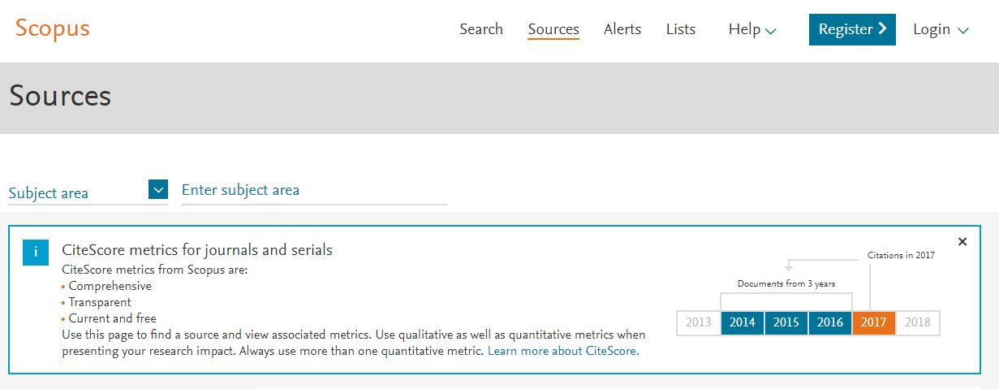 Scopus
Search Sources Alerts Lists Help Register Login
Sources
Subject area Enter subject area
i
CiteScore metrics for journals and serials
CiteScore metrics from Scopus are:
• Comprehensive
• Transparent
• Current and free
Use this page to find a source and view associated metrics. Use qualitative as well as quantitative metrics when
presenting your research impact. Always use more than one quantitative metric. Learn more about CiteScore.
Citations in 2017
Documents from 3 years
2013 2014 2015 2016 2017 2018